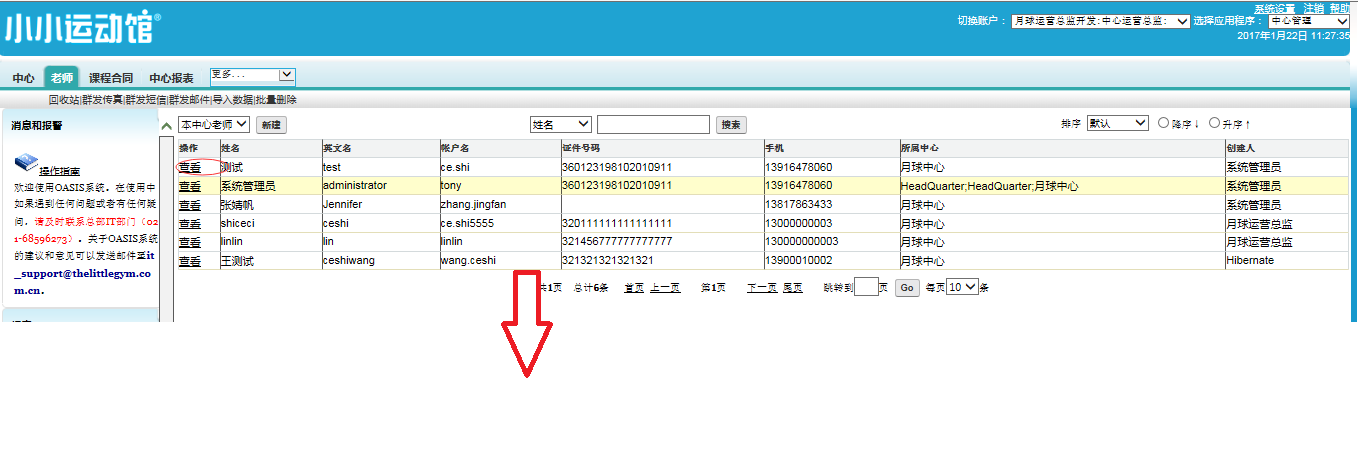 系统设置 注销 帮助
小小运动馆®
切换账户： 月球运营总监开发:中心运营总监: 选择应用程序： 中心管理
2017年1月22日 11:27:35
中心 老师 课程合同 中心报表 更多...
回收站|群发传真|群发短信|群发邮件|导入数据|批量删除
消息和报警
操作指南
欢迎使用OASIS系统。在使用中
如果遇到任何问题或者有任何疑
问，请及时联系总部IT部门（02
1-68596273）。关于OASIS系统
的建议和意见可以发送邮件至it
_support@thelittlegym.co
m.cn.
本中心老师 新建 姓名 搜索 排序 默认 降序↓ 升序↑
操作 姓名 英文名 帐户名 证件号码 手机 所属中心 创建人
查看 测试 test ce.shi 360123198102010911 13916478060 月球中心 系统管理员
查看 系统管理员 administrator tony 360123198102010911 13916478060 HeadQuarter;HeadQuarter;月球中心 系统管理员
查看 张婧帆 Jennifer zhang.jingfan 13817863433 月球中心 系统管理员
查看 shiceci ceshi ce.shi5555 320111111111111111 13000000003 月球中心 月球运营总监
查看 linlin lin linlin 321456777777777777 130000000003 月球中心 月球运营总监
查看 王测试 ceshiwang wang.ceshi 321321321321321 13900010002 月球中心 Hibernate
共1页 总计6条 首页 上一页 第1页 下一页 尾页 跳转到 页 Go 每页 10 条